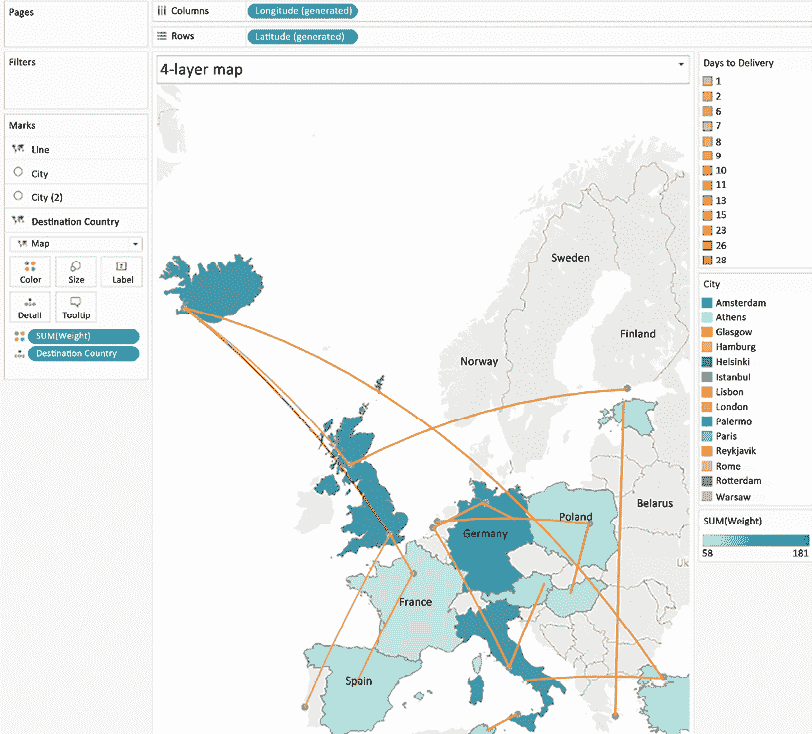 Pages
Columns
Longitude (generated)
Rows
Latitude (generated)
Filters
4-layer map
Marks
Line
City
City (2)
Destination Country
Map
Color
Size
Label
Detail
Tooltip
SUM(Weight)
Destination Country
Sweden
Finland
Norway
Belarus
Poland
Germany
Uk
France
Spain
Days to Delivery
1
2
6
7
8
9
10
11
13
15
23
26
28
City
Amsterdam
Athens
Glasgow
Hamburg
Helsinki
Istanbul
Lisbon
London
Palermo
Paris
Reykjavik
Rome
Rotterdam
Warsaw
SUM(Weight)
58 181